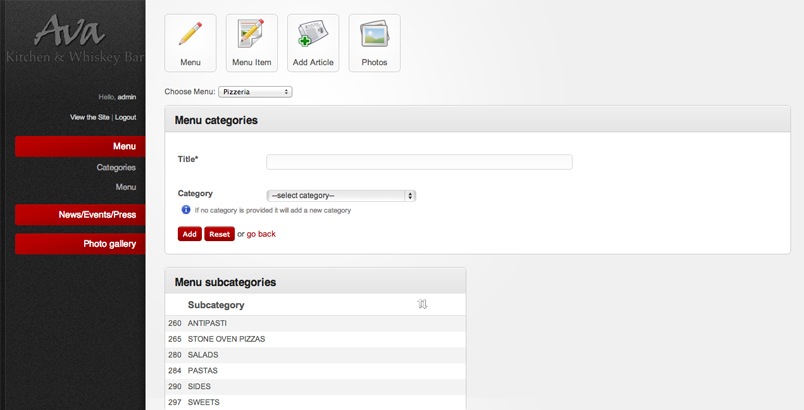 Ava
Kitchen & Whiskey Bar
Hello, admin
View the Site | Logout
Menu
Categories
Menu
News/Events/Press
Photo gallery
Menu
Menu Item
Add Article
Photos
Choose Menu: Pizzeria
Menu categories
Title*
Category
--select category--
If no category is provided it will add a new category
Add Reset or go back
Menu subcategories
Subcategory
260 ANTIPASTI
265 STONE OVEN PIZZAS
280 SALADS
284 PASTAS
290 SIDES
297 SWEETS